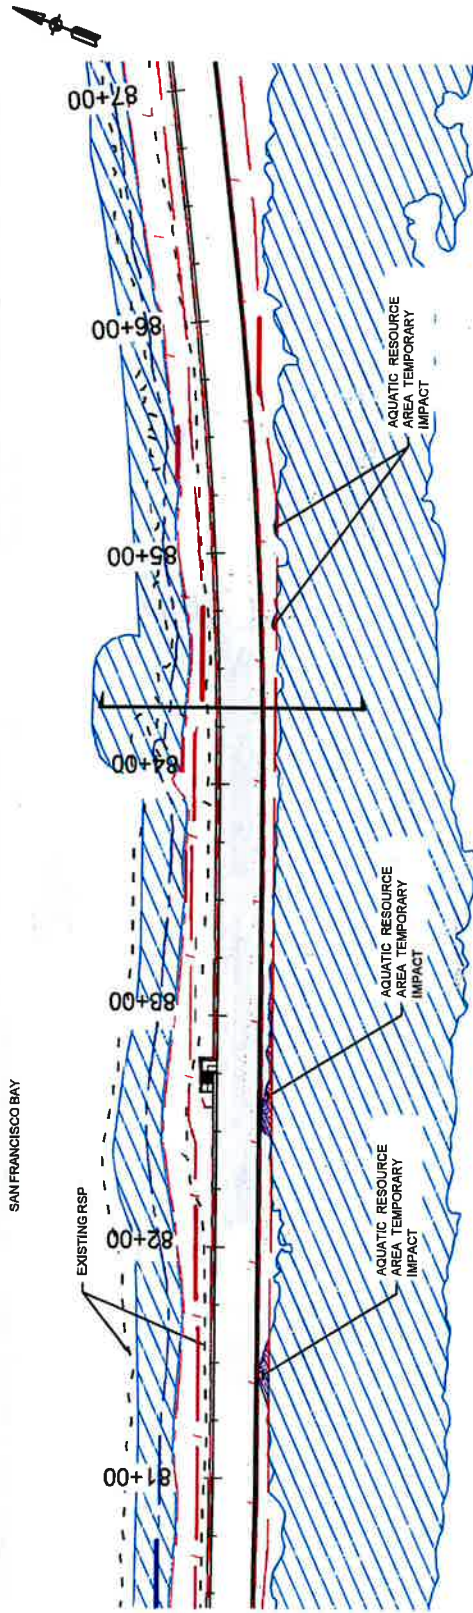 SAN FRANCISCO BAY
EXISTING RSP
81+00
82+00
83+00
84+00
85+00
86+00
87+00
AQUATIC RESOURCE
AREA TEMPORARY
IMPACT
AQUATIC RESOURCE
AREA TEMPORARY
IMPACT
AQUATIC RESOURCE
AREA TEMPORARY
IMPACT